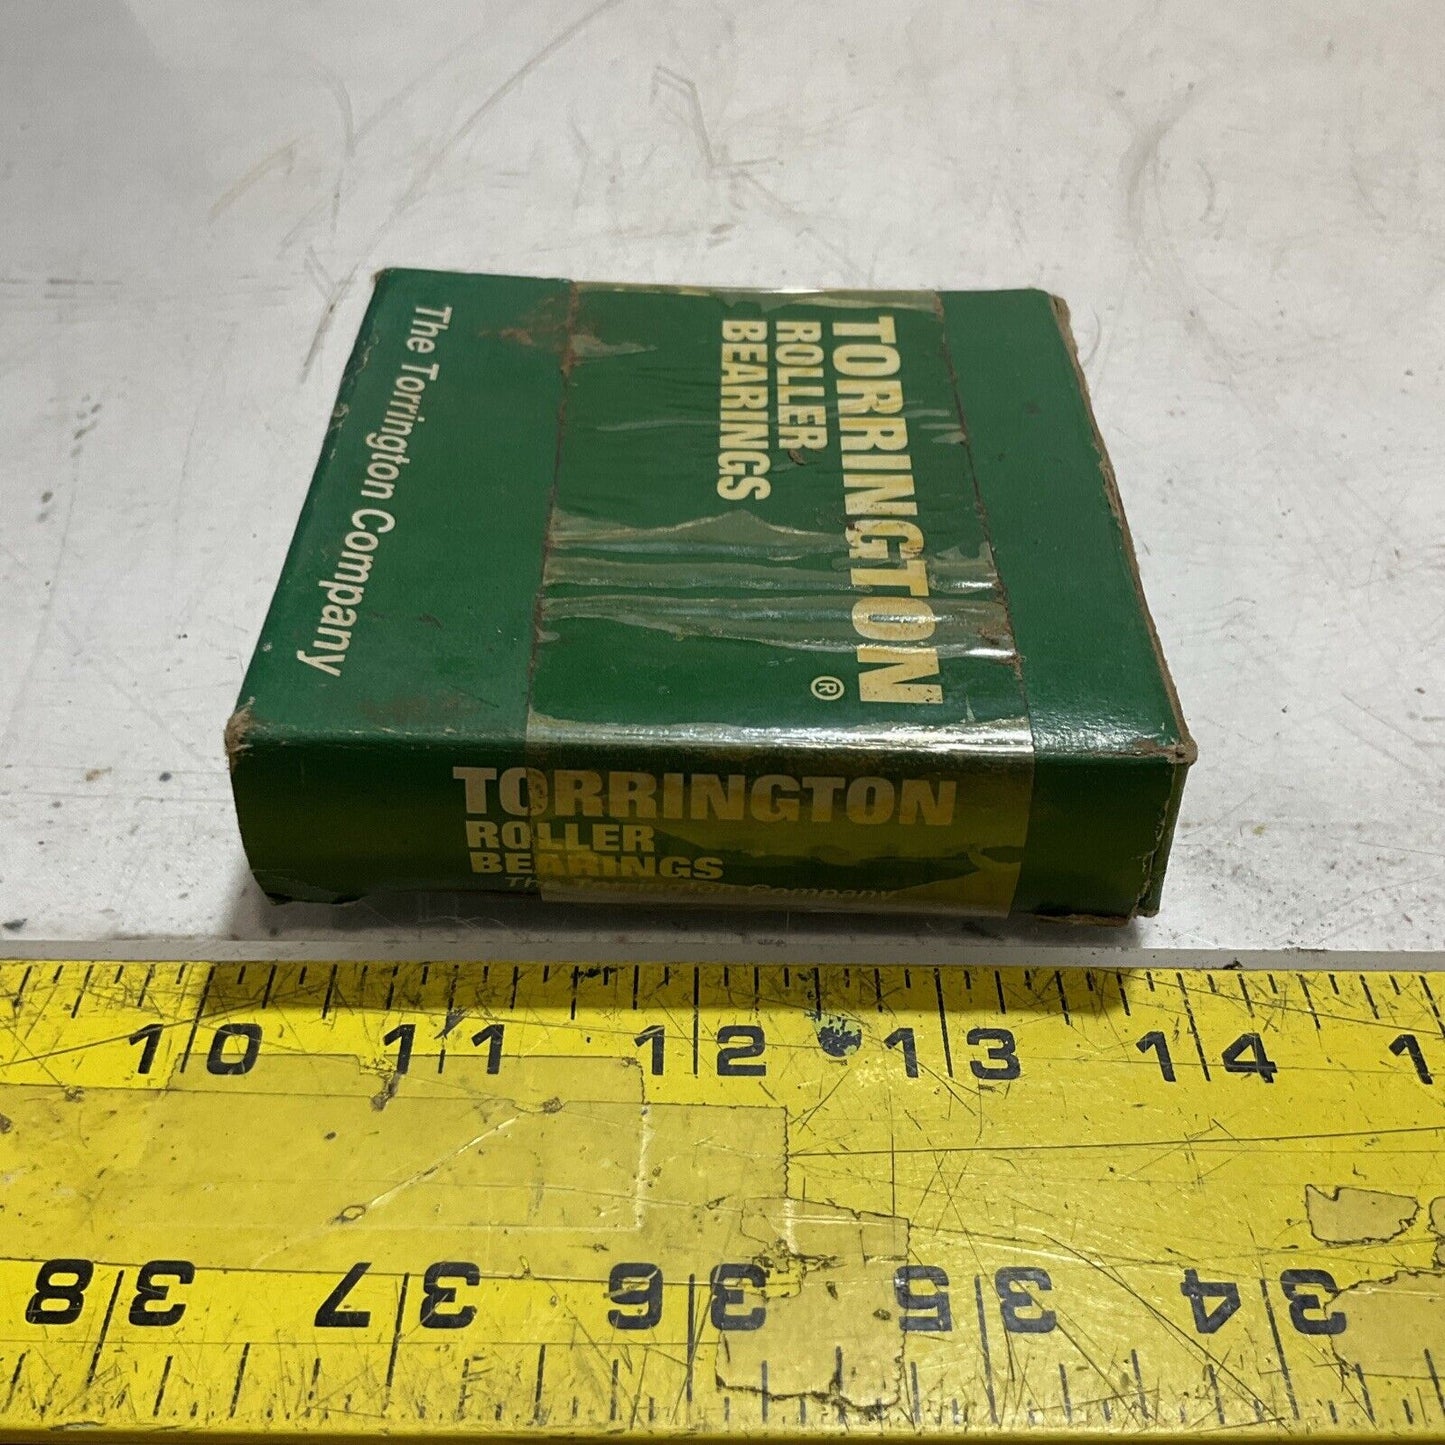 The Torrington Company
TORRINGTON®
ROLLER
BEARINGS
TORRINGTON
ROLLER
BEARINGS
The Torrington Company
10 11 12 13 14 1
38 37 36 35 34